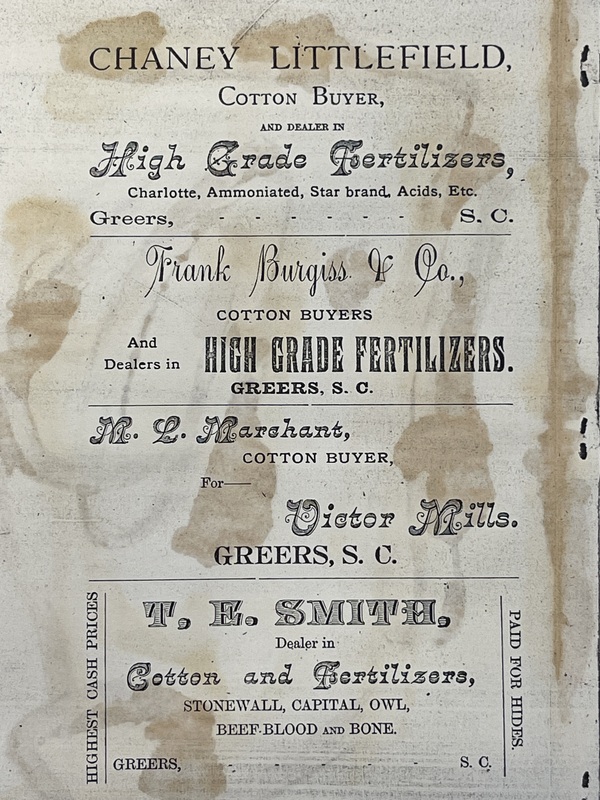 CHANEY LITTLEFIELD,
COTTON BUYER,
AND DEALER IN
High Grade Fertilizers,
Charlotte, Ammoniated, Star brand, Acids, Etc.
Greers, - - - - - - S. C.
Frank Burgiss & Co.,
COTTON BUYERS
And
Dealers in HIGH GRADE FERTILIZERS.
GREERS, S. C.
M. L. Marchant,
COTTON BUYER,
For—
Victor Mills.
GREERS, S. C.
HIGHEST CASH PRICES
T. E. SMITH,
Dealer in
Cotton and Fertilizers,
STONEWALL, CAPITAL, OWL,
BEEF-BLOOD AND BONE.
GREERS, - - - - - S. C.
PAID FOR HIDES